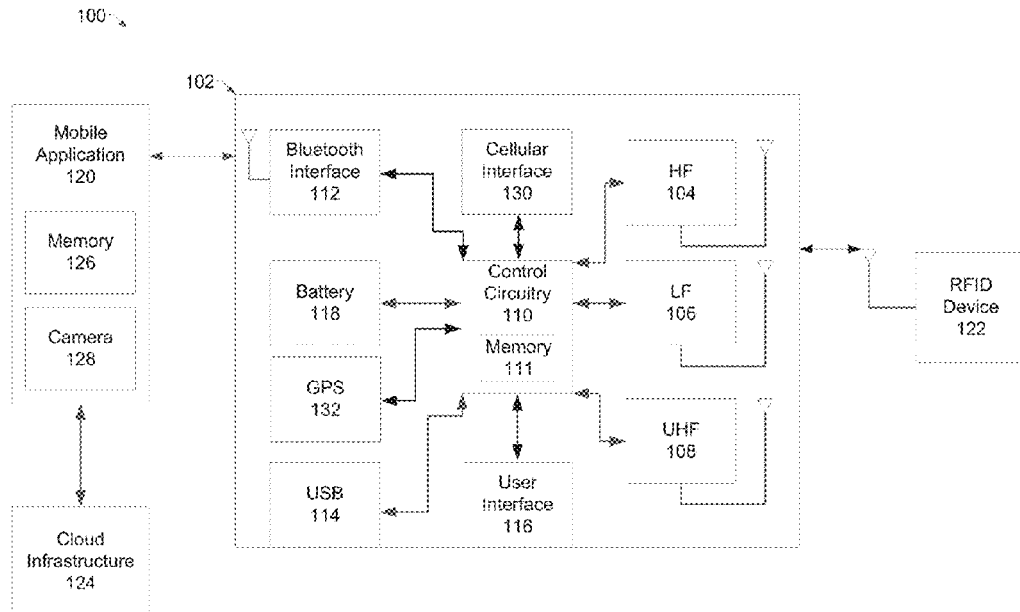 100
102
Mobile
Application
120
Memory
126
Camera
128
Cloud
Infrastructure
124
Bluetooth
Interface
112
Cellular
Interface
130
HF
104
Battery
118
Control
Circuitry
110
Memory
111
LF
106
GPS
132
USB
114
User
Interface
116
UHF
108
RFID
Device
122